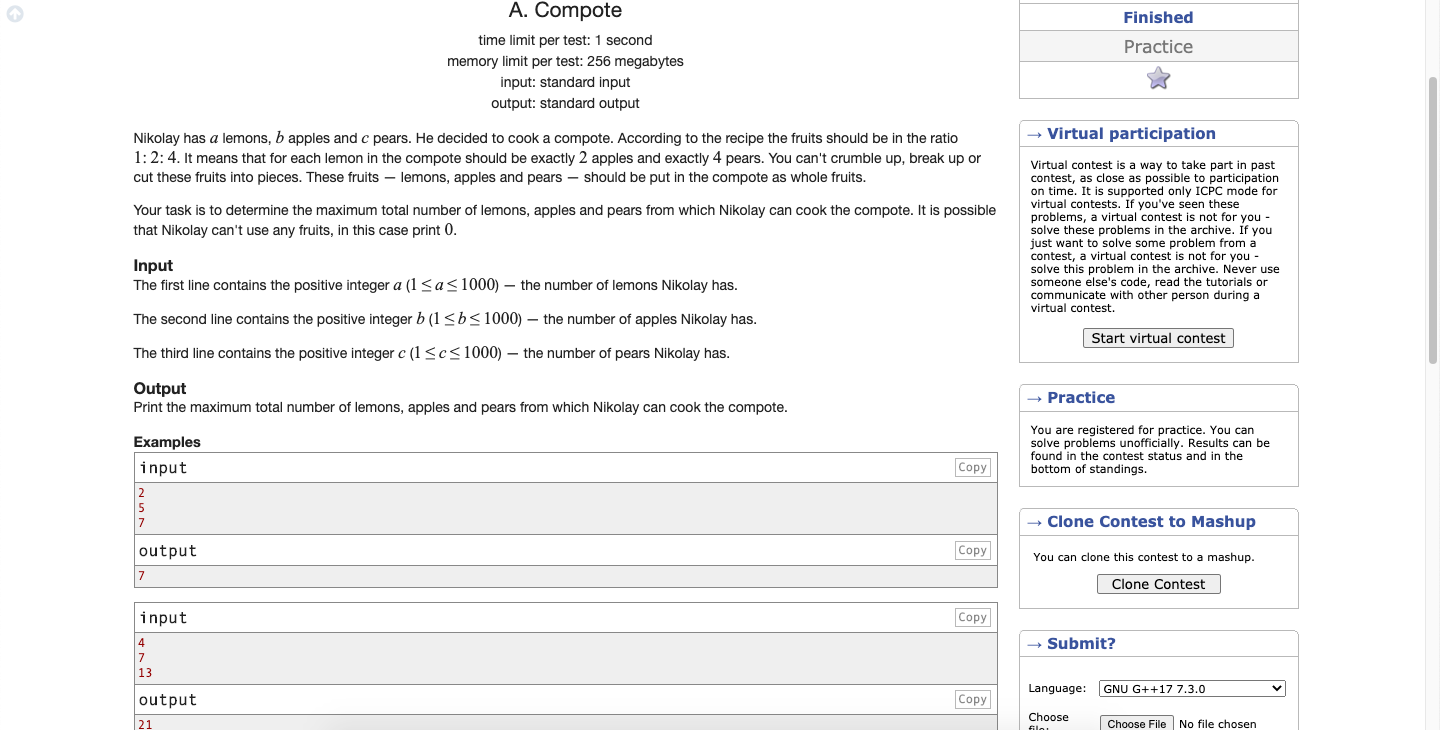 A. Compote
time limit per test: 1 second
memory limit per test: 256 megabytes
input: standard input
output: standard output
Nikolay has a lemons, b apples and c pears. He decided to cook a compote. According to the recipe the fruits should be in the ratio
1: 2: 4. It means that for each lemon in the compote should be exactly 2 apples and exactly 4 pears. You can't crumble up, break up or
cut these fruits into pieces. These fruits — lemons, apples and pears — should be put in the compote as whole fruits.
Your task is to determine the maximum total number of lemons, apples and pears from which Nikolay can cook the compote. It is possible
that Nikolay can't use any fruits, in this case print 0.
Input
The first line contains the positive integer a (1 ≤ a ≤ 1000) — the number of lemons Nikolay has.
The second line contains the positive integer b (1 ≤ b ≤ 1000) — the number of apples Nikolay has.
The third line contains the positive integer c (1 ≤ c ≤ 1000) — the number of pears Nikolay has.
Output
Print the maximum total number of lemons, apples and pears from which Nikolay can cook the compote.
Examples
input
Copy
2
5
7
output
Copy
7
input
Copy
4
7
13
output
Copy
21
Finished
Practice
→ Virtual participation
Virtual contest is a way to take part in past
contest, as close as possible to participation
on time. It is supported only ICPC mode for
virtual contests. If you've seen these
problems, a virtual contest is not for you -
solve these problems in the archive. If you
just want to solve some problem from a
contest, a virtual contest is not for you -
solve this problem in the archive. Never use
someone else's code, read the tutorials or
communicate with other person during a
virtual contest.
Start virtual contest
→ Practice
You are registered for practice. You can
solve problems unofficially. Results can be
found in the contest status and in the
bottom of standings.
→ Clone Contest to Mashup
You can clone this contest to a mashup.
Clone Contest
→ Submit?
Language: GNU G++17 7.3.0
Choose
file:
Choose File No file chosen